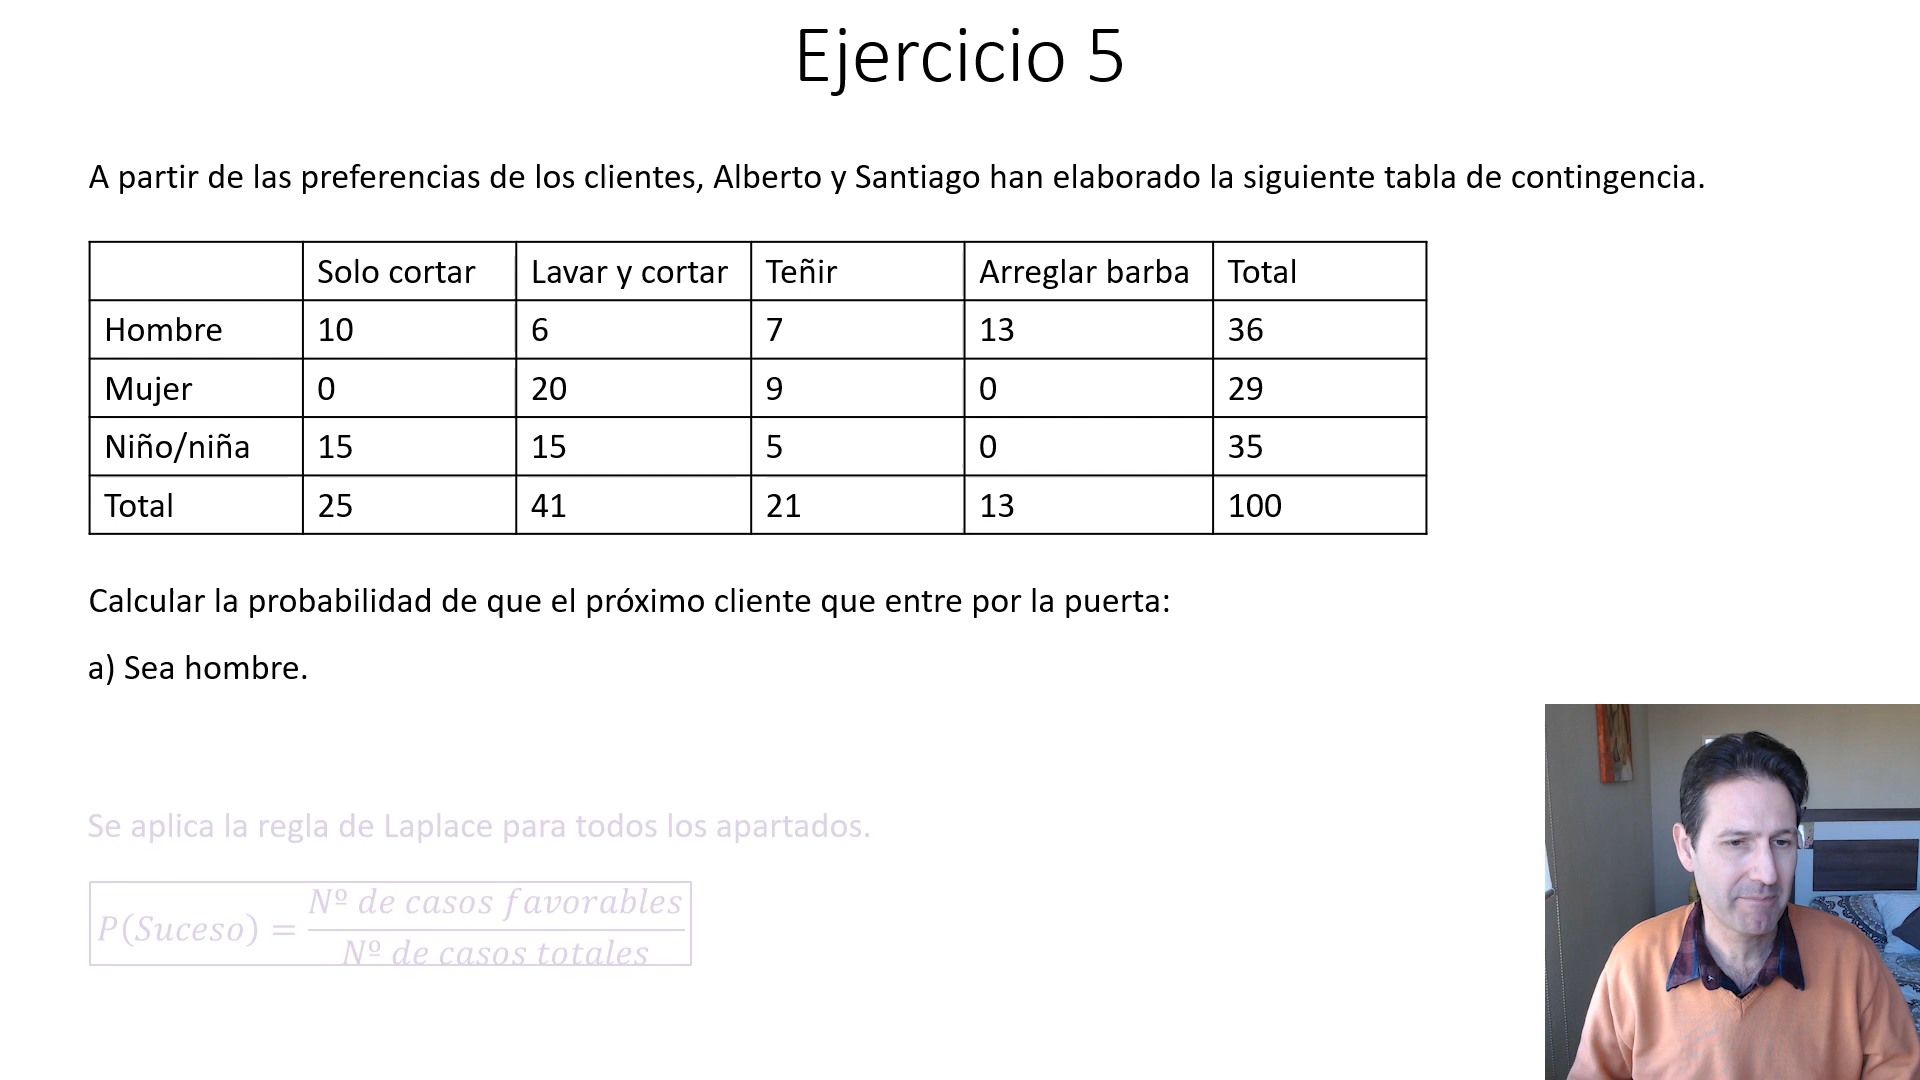 Ejercicio 5
A partir de las preferencias de los clientes, Alberto y Santiago han elaborado la siguiente tabla de contingencia.
Solo cortar Lavar y cortar Teñir Arreglar barba Total
Hombre 10 6 7 13 36
Mujer 0 20 9 0 29
Niño/niña 15 15 5 0 35
Total 25 41 21 13 100
Calcular la probabilidad de que el próximo cliente que entre por la puerta:
a) Sea hombre.
Se aplica la regla de Laplace para todos los apartados.
P(Suceso) = Nº de casos favorables / Nº de casos totales